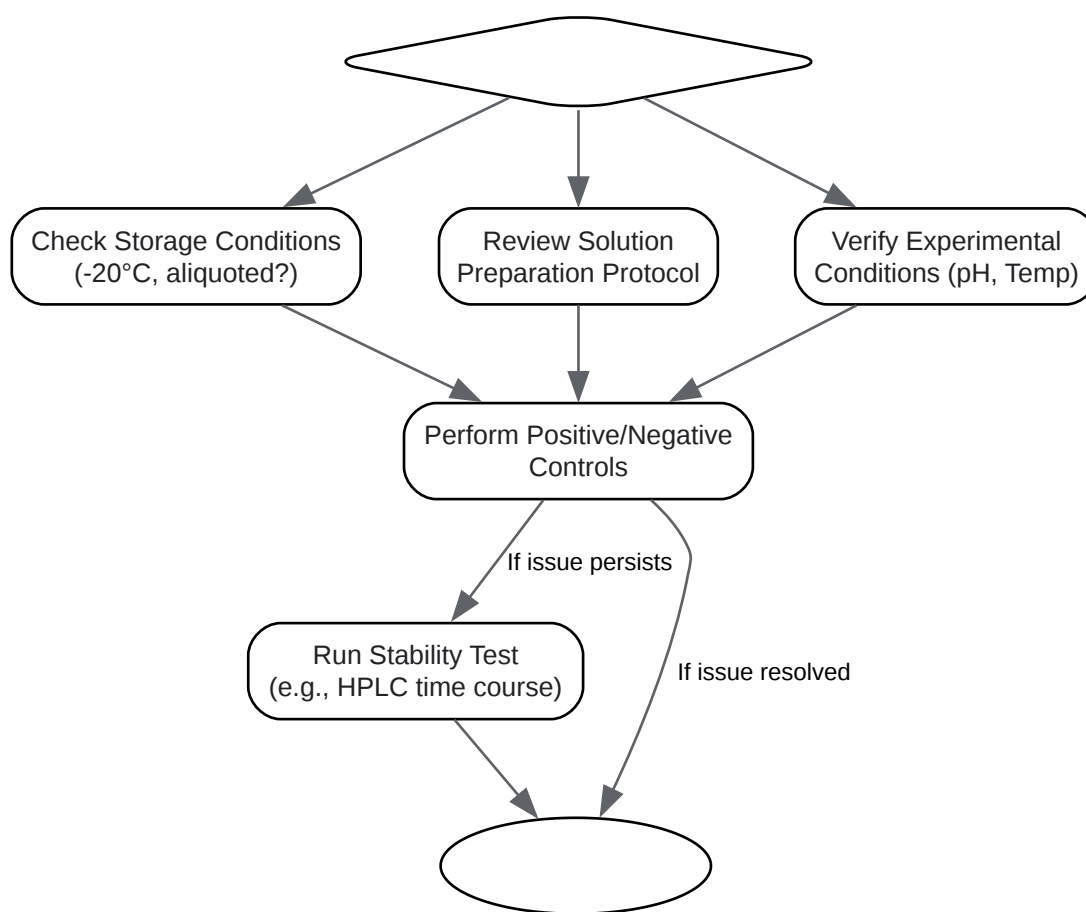 Check Storage Conditions
(-20°C, aliquoted?)
Review Solution
Preparation Protocol
Verify Experimental
Conditions (pH, Temp)
Perform Positive/Negative
Controls
If issue persists
Run Stability Test
(e.g., HPLC time course)
If issue resolved